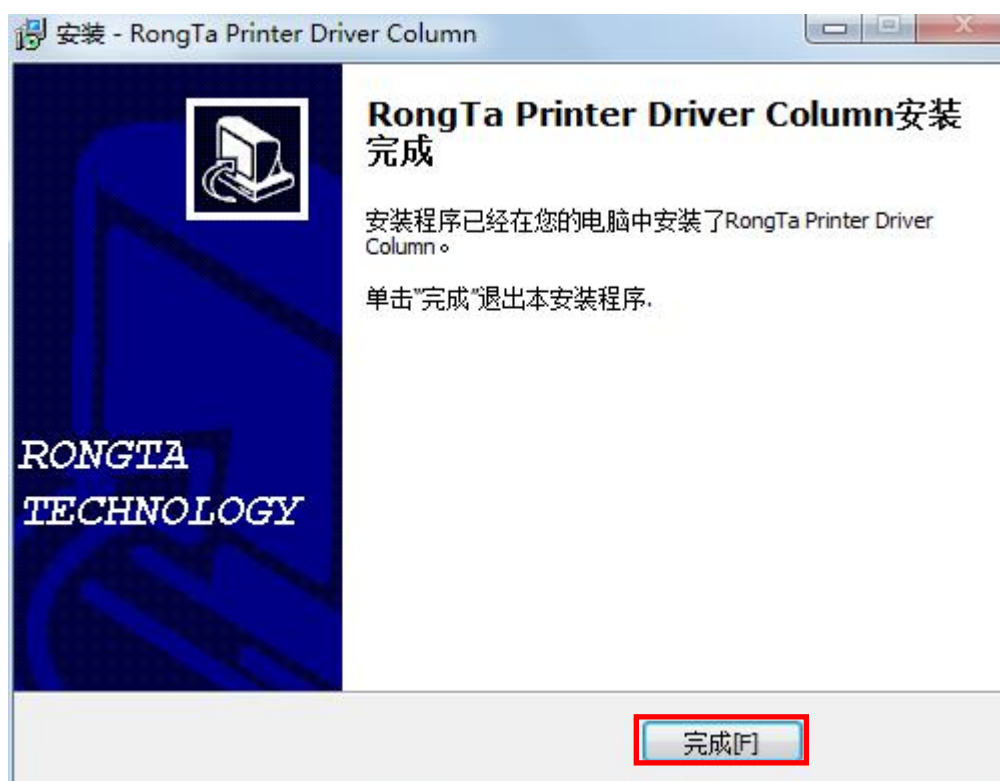 安装 - RongTa Printer Driver Column
RongTa Printer Driver Column安装
完成
安装程序已经在您的电脑中安装了RongTa Printer Driver
Column。
单击"完成"退出本安装程序.
RONGTA
TECHNOLOGY
完成[F]